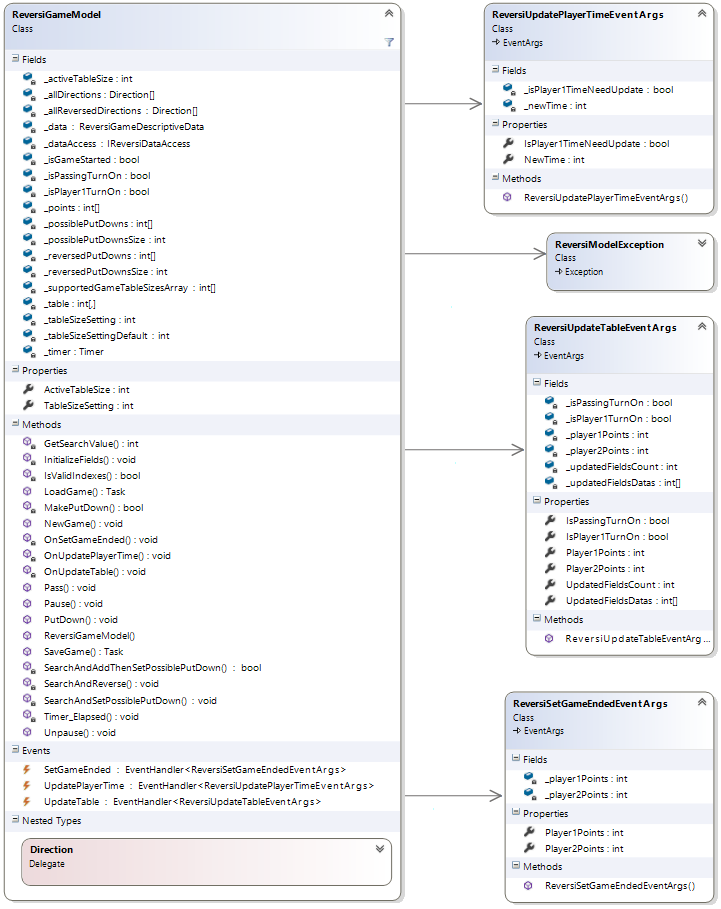 ReversiGameModel
Class
Fields
_activeTableSize : int
_allDirections : Direction[]
_allReversedDirections : Direction[]
_data : ReversiGameDescriptiveData
_dataAccess : IReversiDataAccess
_isGameStarted : bool
_isPassingTurnOn : bool
_isPlayer1TurnOn : bool
_points : int[]
_possiblePutDowns : int[]
_possiblePutDownsSize : int
_reversedPutDowns : int[]
_reversedPutDownsSize : int
_supportedGameTableSizesArray : int[]
_table : int[,]
_tableSizeSetting : int
_tableSizeSettingDefault : int
_timer : Timer
Properties
ActiveTableSize : int
TableSizeSetting : int
Methods
GetSearchValue() : int
InitializeFields() : void
IsValidIndexes() : bool
LoadGame() : Task
MakePutDown() : bool
NewGame() : void
OnSetGameEnded() : void
OnUpdatePlayerTime() : void
OnUpdateTable() : void
Pass() : void
Pause() : void
PutDown() : void
ReversiGameModel()
SaveGame() : Task
SearchAndAddThenSetPossiblePutDown() : bool
SearchAndReverse() : void
SearchAndSetPossiblePutDown() : void
Timer_Elapsed() : void
Unpause() : void
Events
SetGameEnded : EventHandler<ReversiSetGameEndedEventArgs>
UpdatePlayerTime : EventHandler<ReversiUpdatePlayerTimeEventArgs>
UpdateTable : EventHandler<ReversiUpdateTableEventArgs>
Nested Types
Direction
Delegate
ReversiUpdatePlayerTimeEventArgs
Class
EventArgs
Fields
_isPlayer1TimeNeedUpdate : bool
_newTime : int
Properties
IsPlayer1TimeNeedUpdate : bool
NewTime : int
Methods
ReversiUpdatePlayerTimeEventArgs()
ReversiModelException
Class
Exception
ReversiUpdateTableEventArgs
Class
EventArgs
Fields
_isPassingTurnOn : bool
_isPlayer1TurnOn : bool
_player1Points : int
_player2Points : int
_updatedFieldsCount : int
_updatedFieldsDatas : int[]
Properties
IsPassingTurnOn : bool
IsPlayer1TurnOn : bool
Player1Points : int
Player2Points : int
UpdatedFieldsCount : int
UpdatedFieldsDatas : int[]
Methods
ReversiUpdateTableEventArg...
ReversiSetGameEndedEventArgs
Class
EventArgs
Fields
_player1Points : int
_player2Points : int
Properties
Player1Points : int
Player2Points : int
Methods
ReversiSetGameEndedEventArgs()